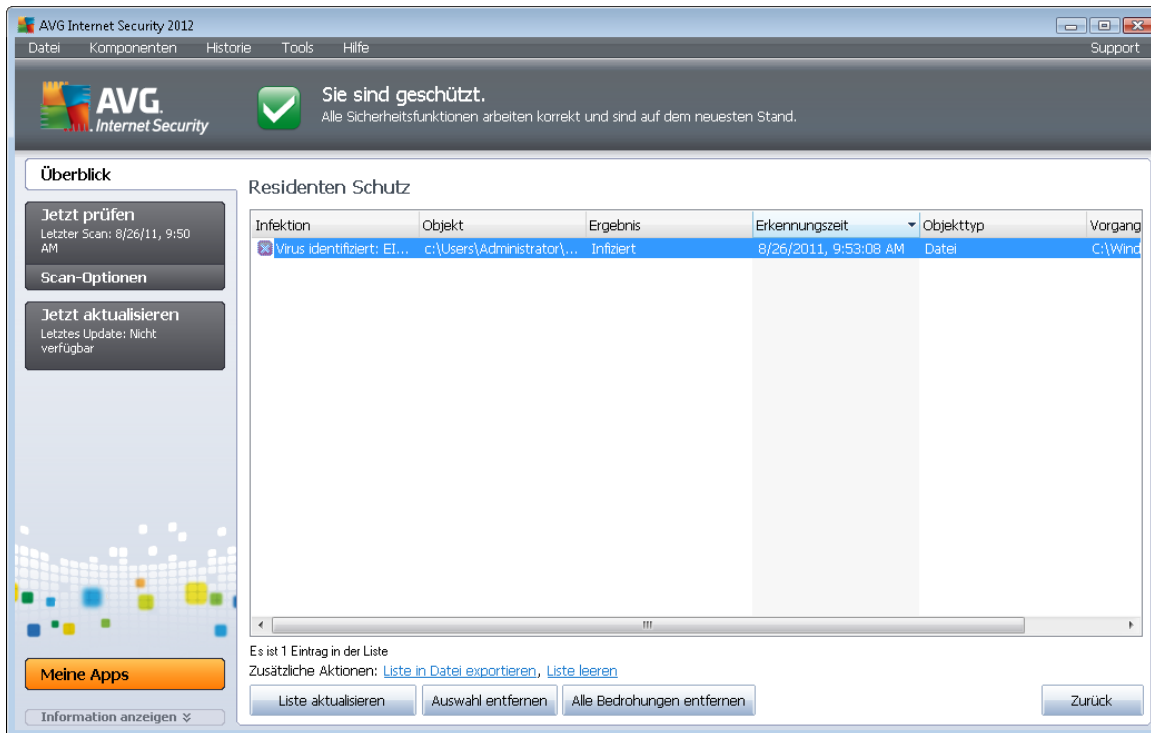 AVG Internet Security 2012
Datei Komponenten Historie Tools Hilfe Support
AVG.
Internet Security
Sie sind geschützt.
Alle Sicherheitsfunktionen arbeiten korrekt und sind auf dem neuesten Stand.
Überblick
Jetzt prüfen
Letzter Scan: 8/26/11, 9:50
AM
Scan-Optionen
Jetzt aktualisieren
Letztes Update: Nicht
verfügbar
Meine Apps
Information anzeigen
Residenten Schutz
Infektion Objekt Ergebnis Erkennungszeit Objekttyp Vorgang
Virus identifiziert: EI... c:\Users\Administrator\... Infiziert 8/26/2011, 9:53:08 AM Datei C:\Wind
Es ist 1 Eintrag in der Liste
Zusätzliche Aktionen: Liste in Datei exportieren, Liste leeren
Liste aktualisieren Auswahl entfernen Alle Bedrohungen entfernen Zurück